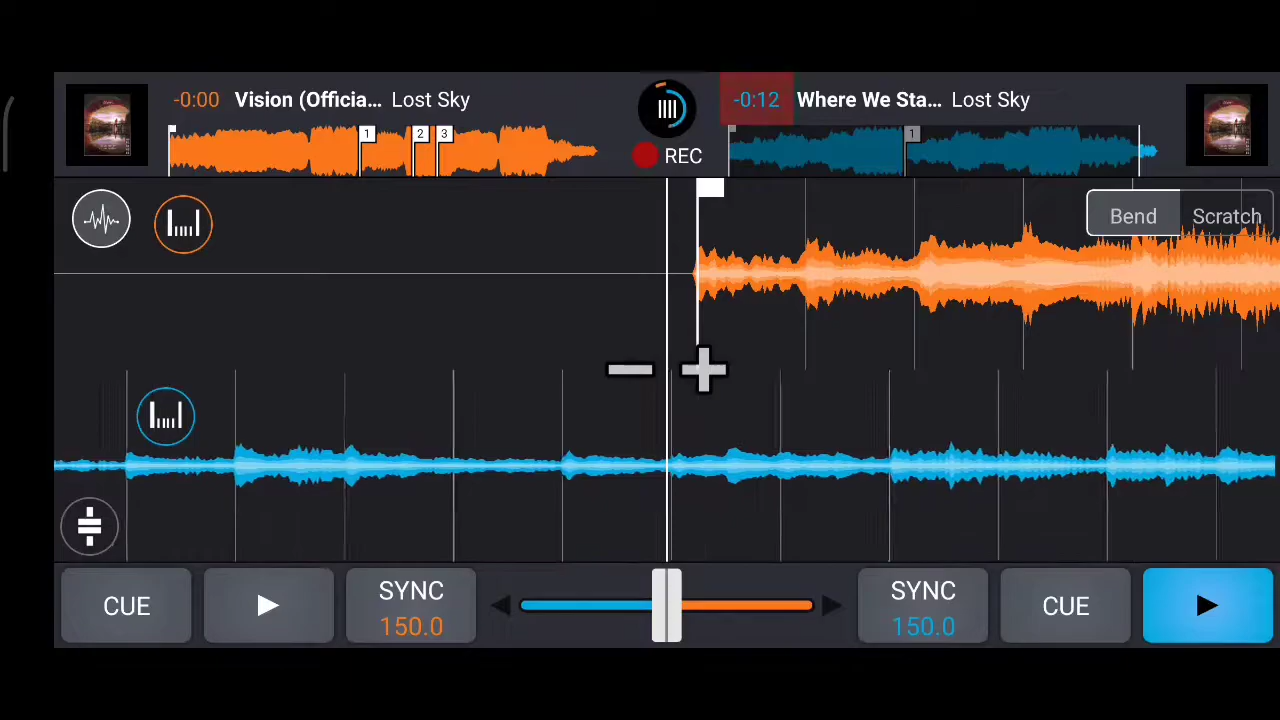 -0:00 Vision (Officia... Lost Sky
-0:12 Where We Sta... Lost Sky
1 2 3
1
REC
Bend Scratch
CUE SYNC 150.0
SYNC 150.0 CUE